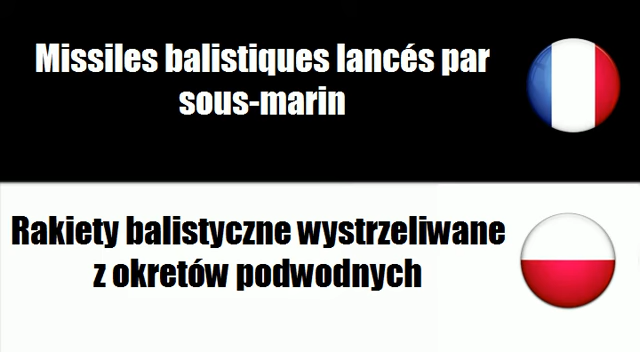 Missiles balistiques lancés par
sous-marin
Rakiety balistyczne wystrzeliwane
z okretów podwodnych